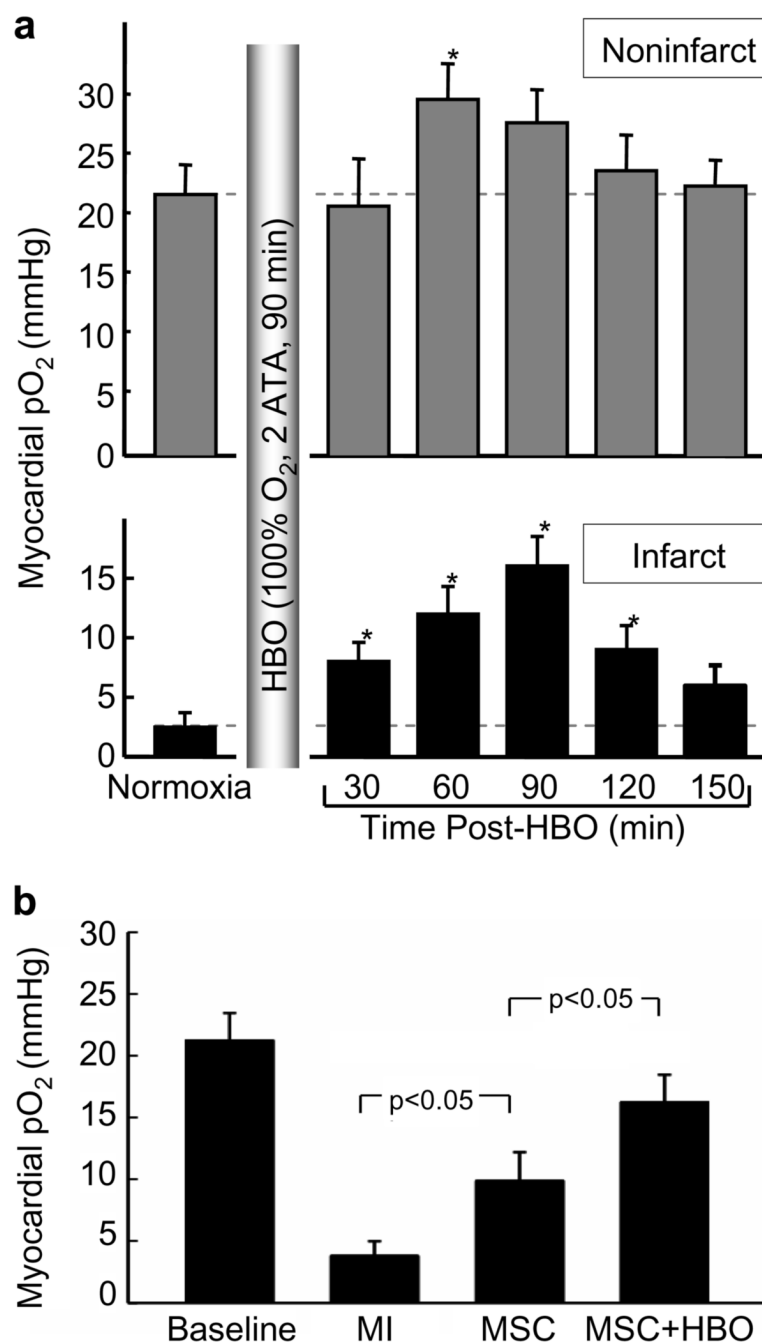 a
Noninfarct
30
25
20
15
10
5
0
Myocardial pO₂ (mmHg)
HBO (100% O₂, 2 ATA, 90 min)
*
Infarct
15
10
5
0
*
*
*
*
Normoxia
30 60 90 120 150
Time Post-HBO (min)
b
30
25
20
15
10
5
0
Myocardial pO₂ (mmHg)
p<0.05
p<0.05
Baseline MI MSC MSC+HBO